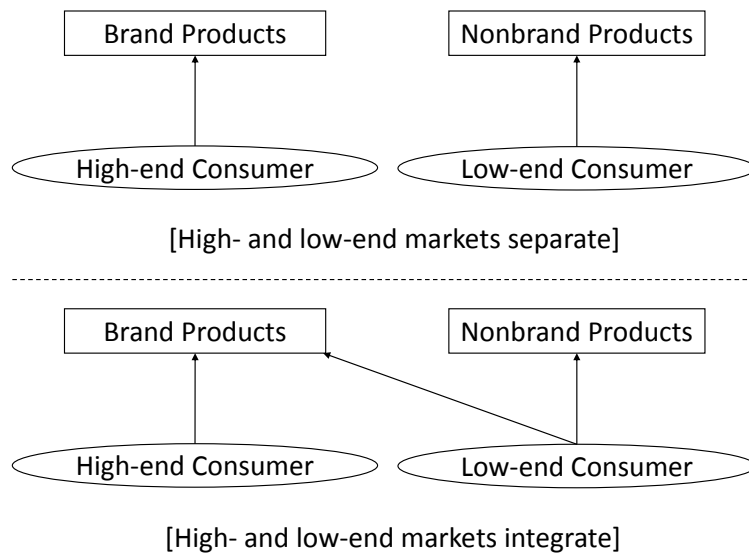 Brand Products
Nonbrand Products
High-end Consumer
Low-end Consumer
[High- and low-end markets separate]
Brand Products
Nonbrand Products
High-end Consumer
Low-end Consumer
[High- and low-end markets integrate]